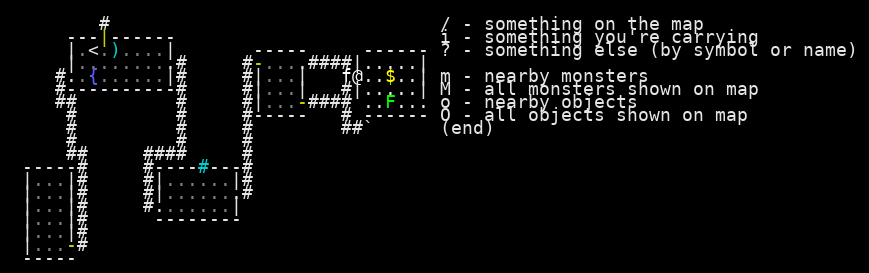 / - something on the map
i - something you're carrying
? - something else (by symbol or name)
m - nearby monsters
M - all monsters shown on map
o - nearby objects
O - all objects shown on map
(end)